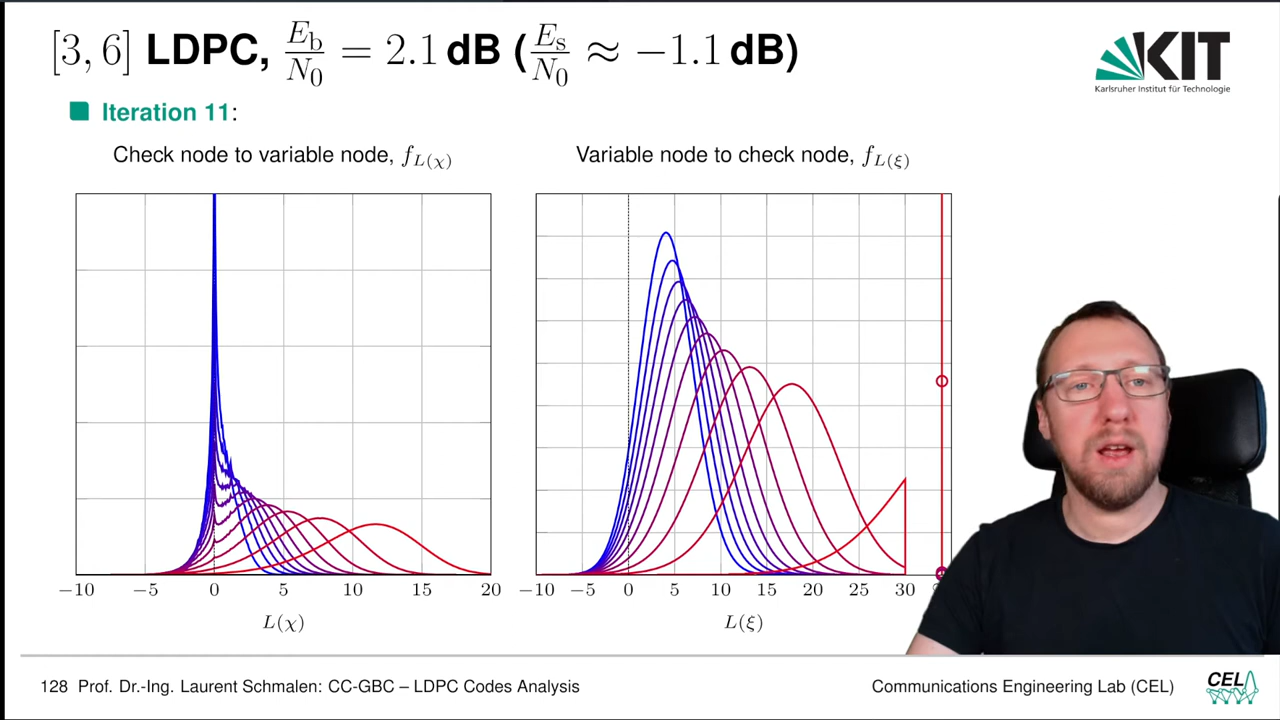 [3, 6] LDPC, E_b/N_0 = 2.1 dB (E_s/N_0 ≈ −1.1 dB)
KIT
Karlsruher Institut für Technologie
Iteration 11:
Check node to variable node, f_{L(χ)}
Variable node to check node, f_{L(ξ)}
−10 −5 0 5 10 15 20
−10 −5 0 5 10 15 20 25 30
L(χ)
L(ξ)
128 Prof. Dr.-Ing. Laurent Schmalen: CC-GBC – LDPC Codes Analysis
Communications Engineering Lab (CEL)
CEL